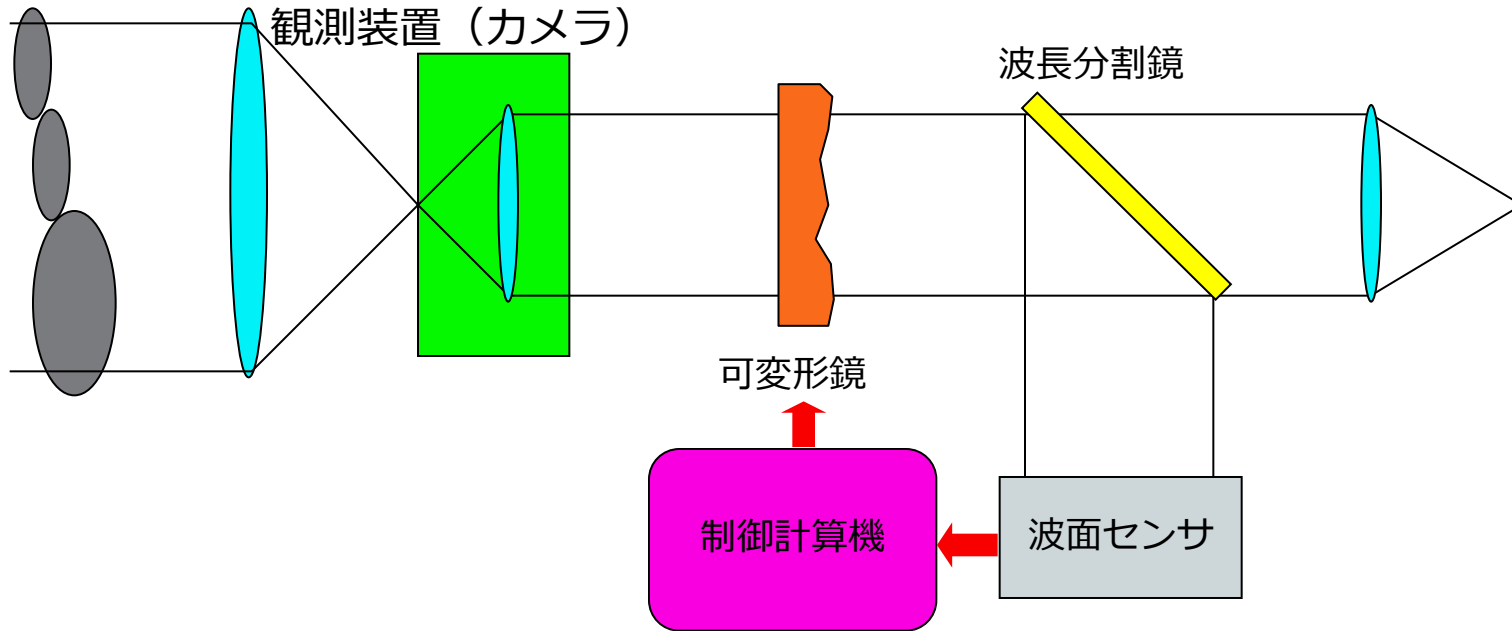 観測装置（カメラ）
波長分割鏡
可変形鏡
制御計算機
波面センサ